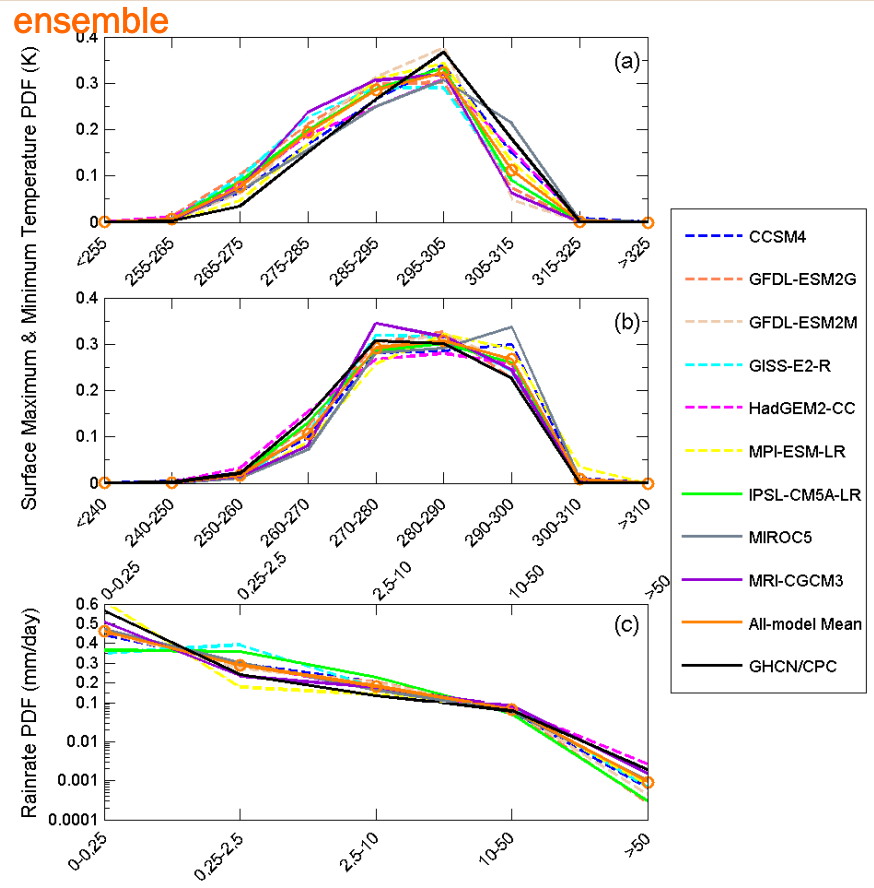 ensemble
Surface Maximum & Minimum Temperature PDF (K)
(a)
0.4
0.3
0.2
0.1
0
<255
255-265
265-275
275-285
285-295
295-305
305-315
315-325
>325
(b)
0.4
0.3
0.2
0.1
0
<240
240-250
250-260
260-270
270-280
280-290
290-300
300-310
>310
0-0.25
0.25-2.5
2.5-10
10-50
>50
Rainrate PDF (mm/day)
(c)
0.6
0.5
0.4
0.3
0.2
0.1
0.01
0.001
0.0001
0-0.25
0.25-2.5
2.5-10
10-50
>50
CCSM4
GFDL-ESM2G
GFDL-ESM2M
GISS-E2-R
HadGEM2-CC
MPI-ESM-LR
IPSL-CM5A-LR
MIROC5
MRI-CGCM3
All-model Mean
GHCN/CPC